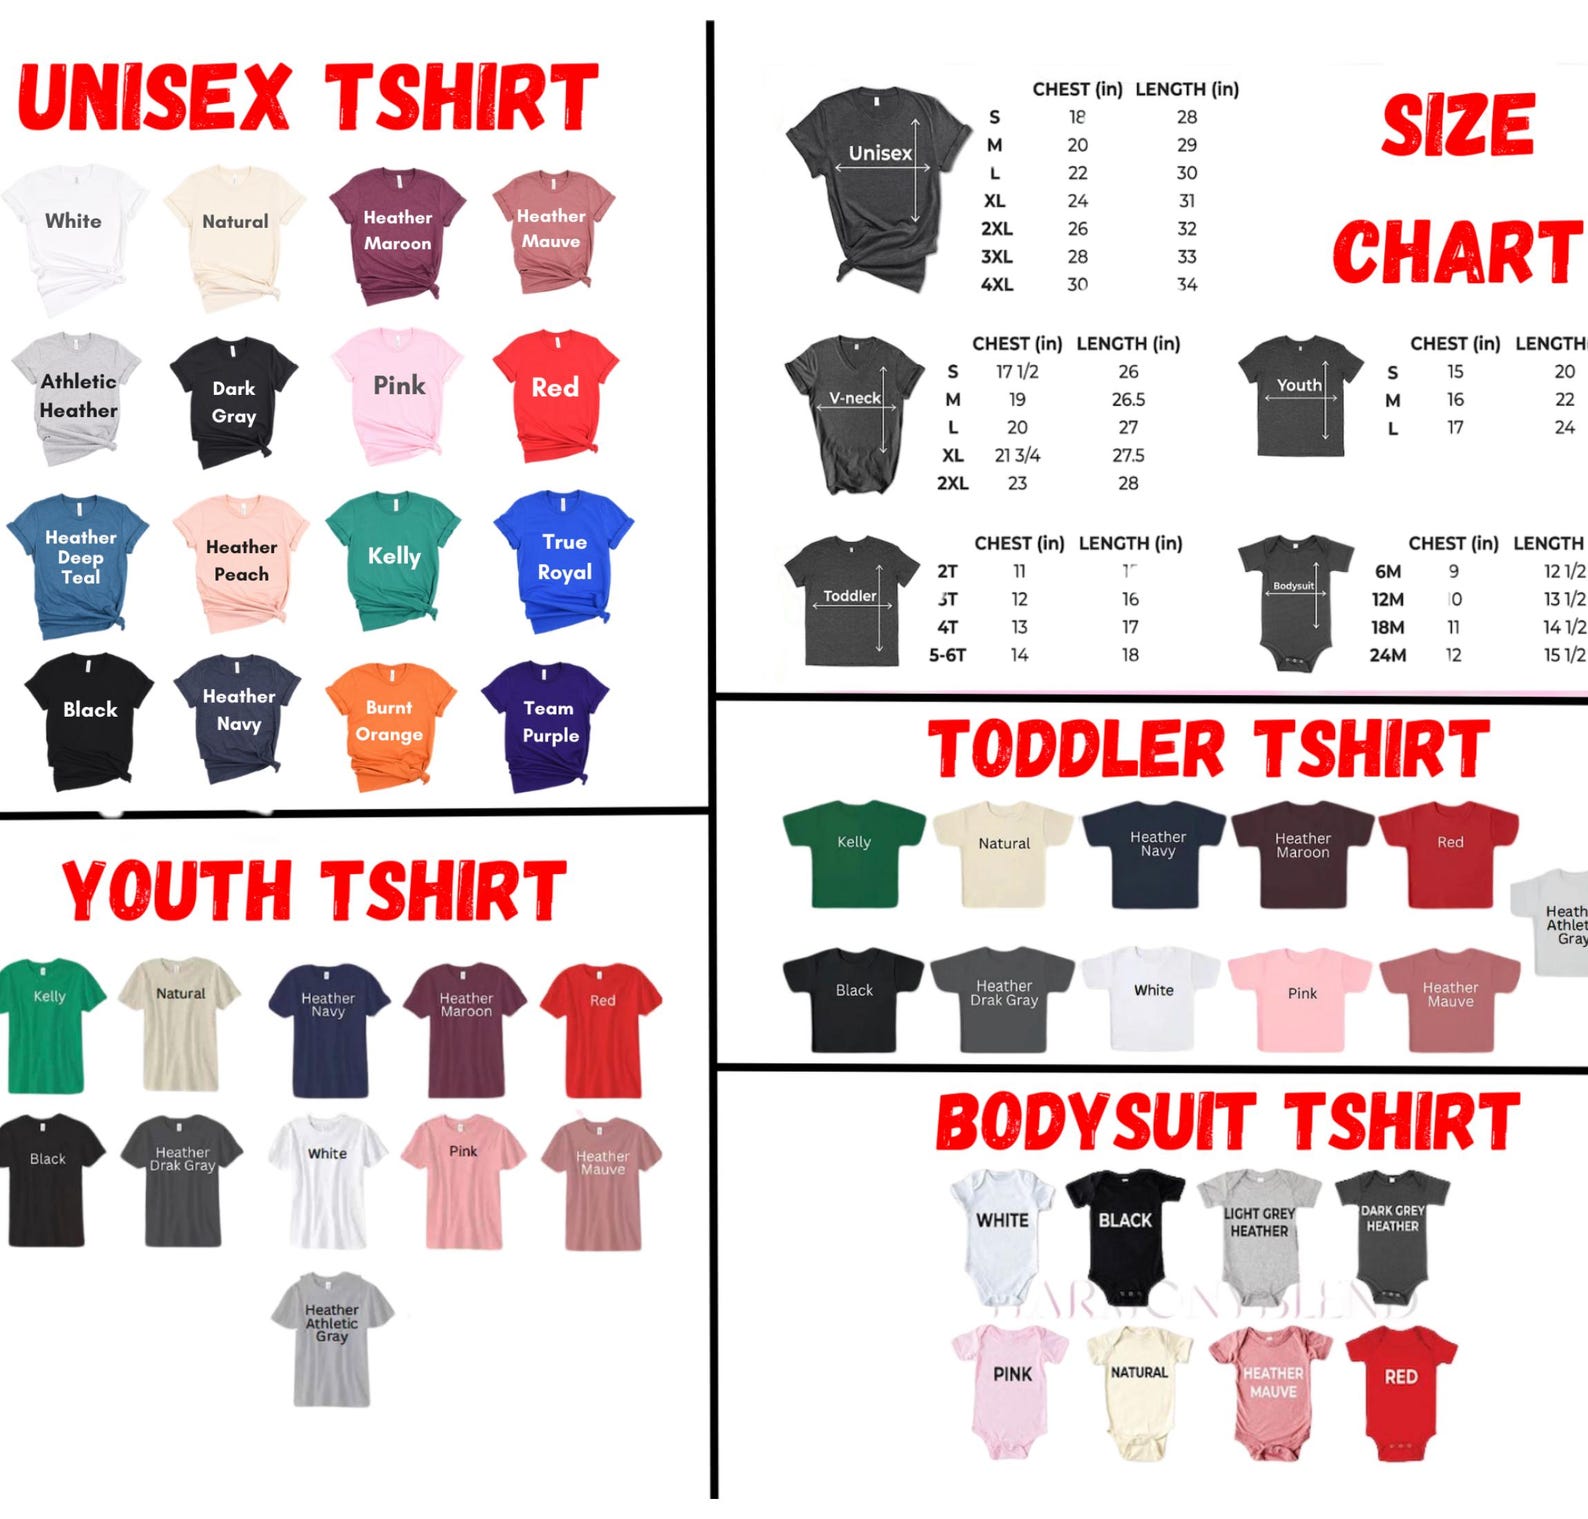 UNISEX TSHIRT
White
Natural
Heather
Maroon
Heather
Mauve
Athletic
Heather
Dark
Gray
Pink
Red
Heather
Deep
Teal
Heather
Peach
Kelly
True
Royal
Black
Heather
Navy
Burnt
Orange
Team
Purple
SIZE
CHART
Unisex
CHEST (in) LENGTH (in)
S 18 28
M 20 29
L 22 30
XL 24 31
2XL 26 32
3XL 28 33
4XL 30 34
V-neck
CHEST (in) LENGTH (in)
S 17 1/2 26
M 19 26.5
L 20 27
XL 21 3/4 27.5
2XL 23 28
Youth
CHEST (in) LENGTH
S 15 20
M 16 22
L 17 24
Toddler
CHEST (in) LENGTH (in)
2T 11
3T 12 16
4T 13 17
5-6T 14 18
Bodysuit
CHEST (in) LENGTH
6M 9 12 1/2
12M 10 13 1/2
18M 11 14 1/2
24M 12 15 1/2
YOUTH TSHIRT
Kelly
Natural
Heather
Navy
Heather
Maroon
Red
Black
Heather
Drak Gray
White
Pink
Heather
Mauve
Heather
Athletic
Gray
TODDLER TSHIRT
Kelly
Natural
Heather
Navy
Heather
Maroon
Red
Gray
Black
Heather
Drak Gray
White
Pink
Heather
Mauve
BODYSUIT TSHIRT
WHITE
BLACK
LIGHT GREY
HEATHER
DARK GREY
HEATHER
HARMONY BLEND
PINK
NATURAL
HEATHER
MAUVE
RED